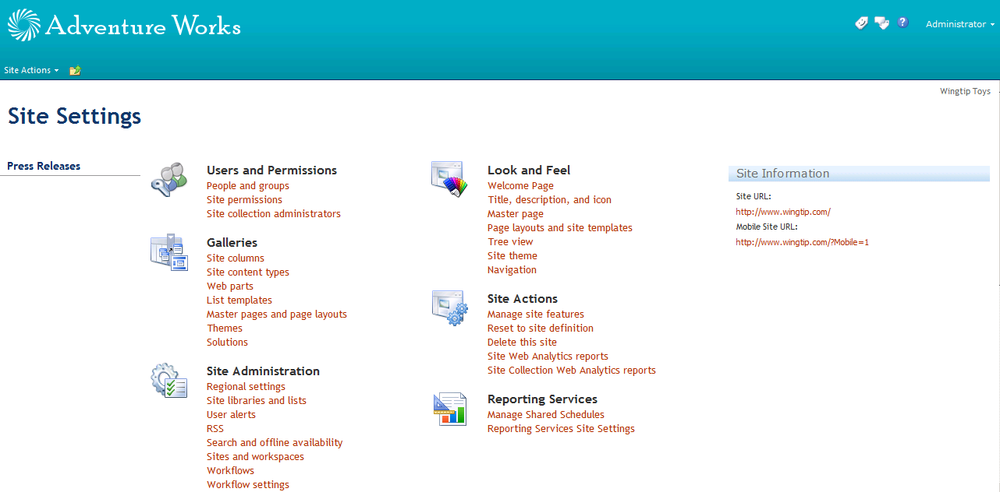 Adventure Works
Administrator
Site Actions
Wingtip Toys
Site Settings
Press Releases
Users and Permissions
People and groups
Site permissions
Site collection administrators
Galleries
Site columns
Site content types
Web parts
List templates
Master pages and page layouts
Themes
Solutions
Site Administration
Regional settings
Site libraries and lists
User alerts
RSS
Search and offline availability
Sites and workspaces
Workflows
Workflow settings
Look and Feel
Welcome Page
Title, description, and icon
Master page
Page layouts and site templates
Tree view
Site theme
Navigation
Site Actions
Manage site features
Reset to site definition
Delete this site
Site Web Analytics reports
Site Collection Web Analytics reports
Reporting Services
Manage Shared Schedules
Reporting Services Site Settings
Site Information
Site URL:
http://www.wingtip.com/
Mobile Site URL:
http://www.wingtip.com/?Mobile=1